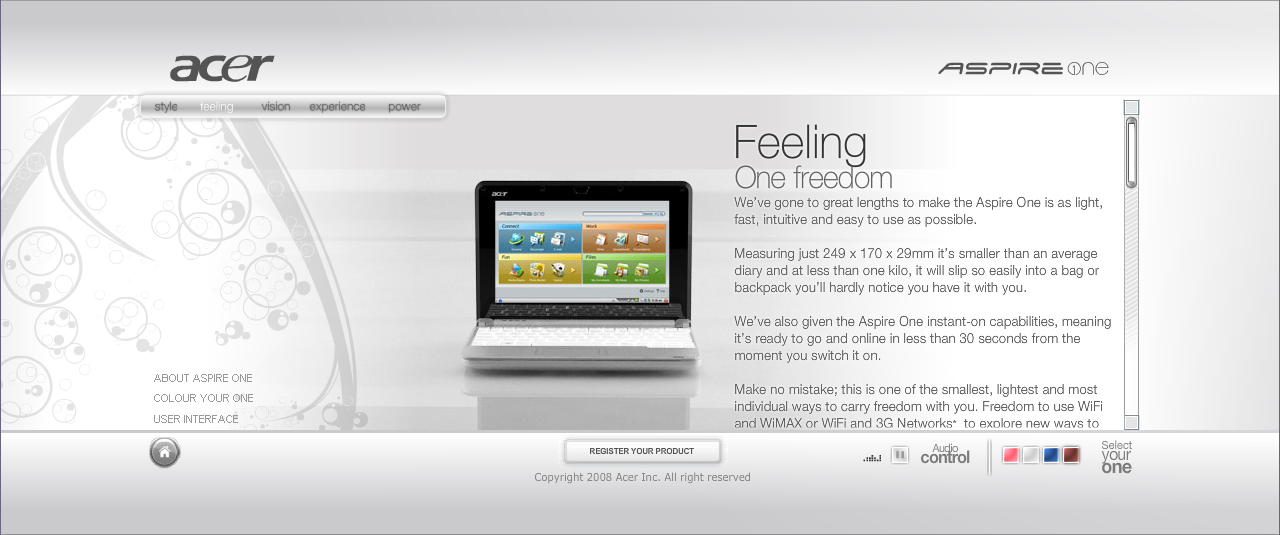 acer
ASPIRE one
style feeling vision experience power
Feeling
One freedom
We've gone to great lengths to make the Aspire One is as light,
fast, intuitive and easy to use as possible.
Measuring just 249 x 170 x 29mm it's smaller than an average
diary and at less than one kilo, it will slip so easily into a bag or
backpack you'll hardly notice you have it with you.
We've also given the Aspire One instant-on capabilities, meaning
it's ready to go and online in less than 30 seconds from the
moment you switch it on.
Make no mistake; this is one of the smallest, lightest and most
individual ways to carry freedom with you. Freedom to use WiFi
and WiMAX or WiFi and 3G Networks* to explore new ways to
acer
ASPIRE one
Connect
Work
Fun
Files
ABOUT ASPIRE ONE
COLOUR YOUR ONE
USER INTERFACE
REGISTER YOUR PRODUCT
Copyright 2008 Acer Inc. All right reserved
Audio
control
Select
your
one